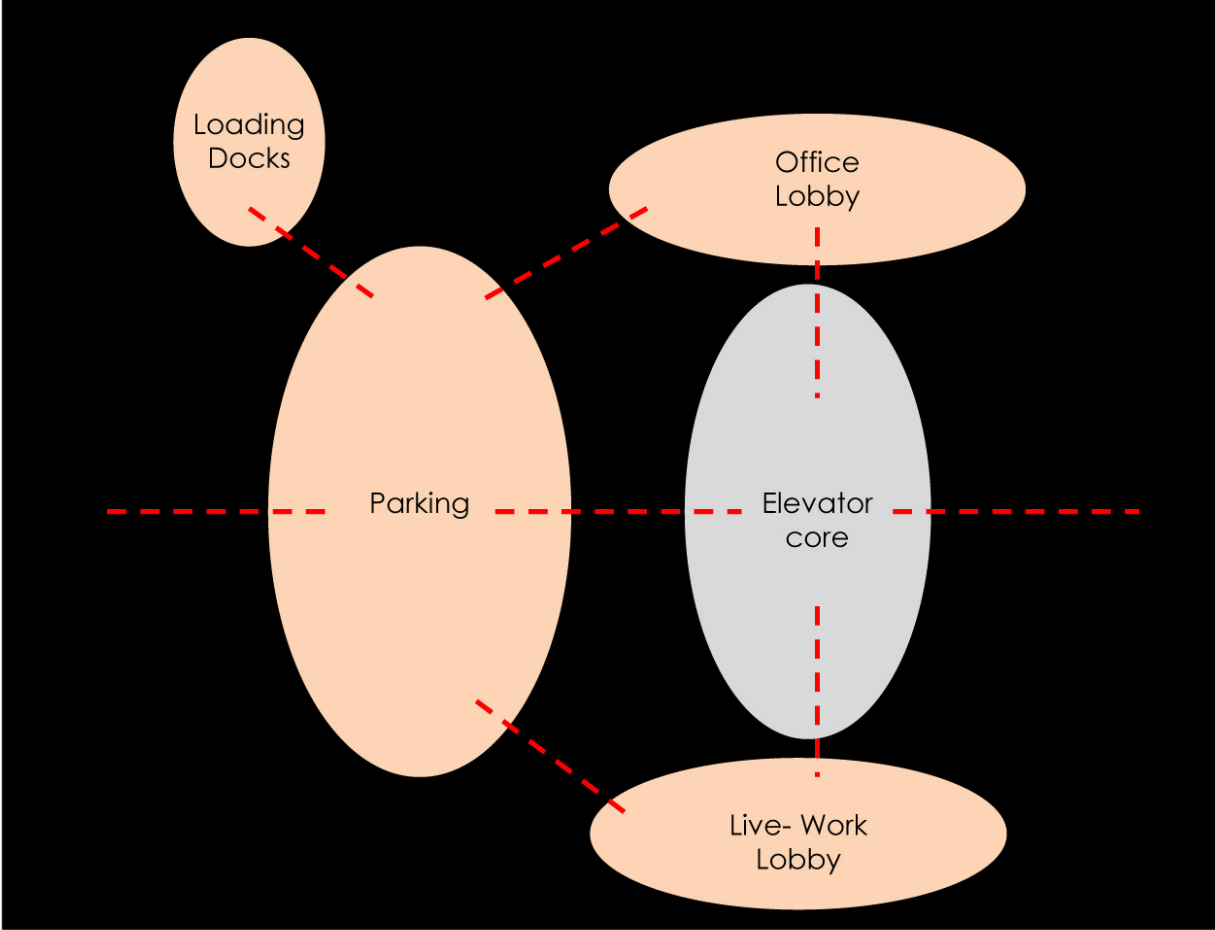 Loading
Docks
Office
Lobby
Parking
Elevator
core
Live- Work
Lobby